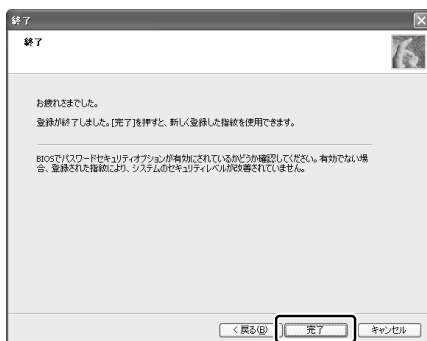 終了
終了
お疲れさまでした。
登録が終了しました。[完了]を押すと、新しく登録した指紋を使用できます。
BIOSでパスワードセキュリティオプションが有効にされているかどうか確認してください。有効でない場
合、登録された指紋により、システムのセキュリティレベルが改善されていません。
< 戻る(B)
完了
キャンセル